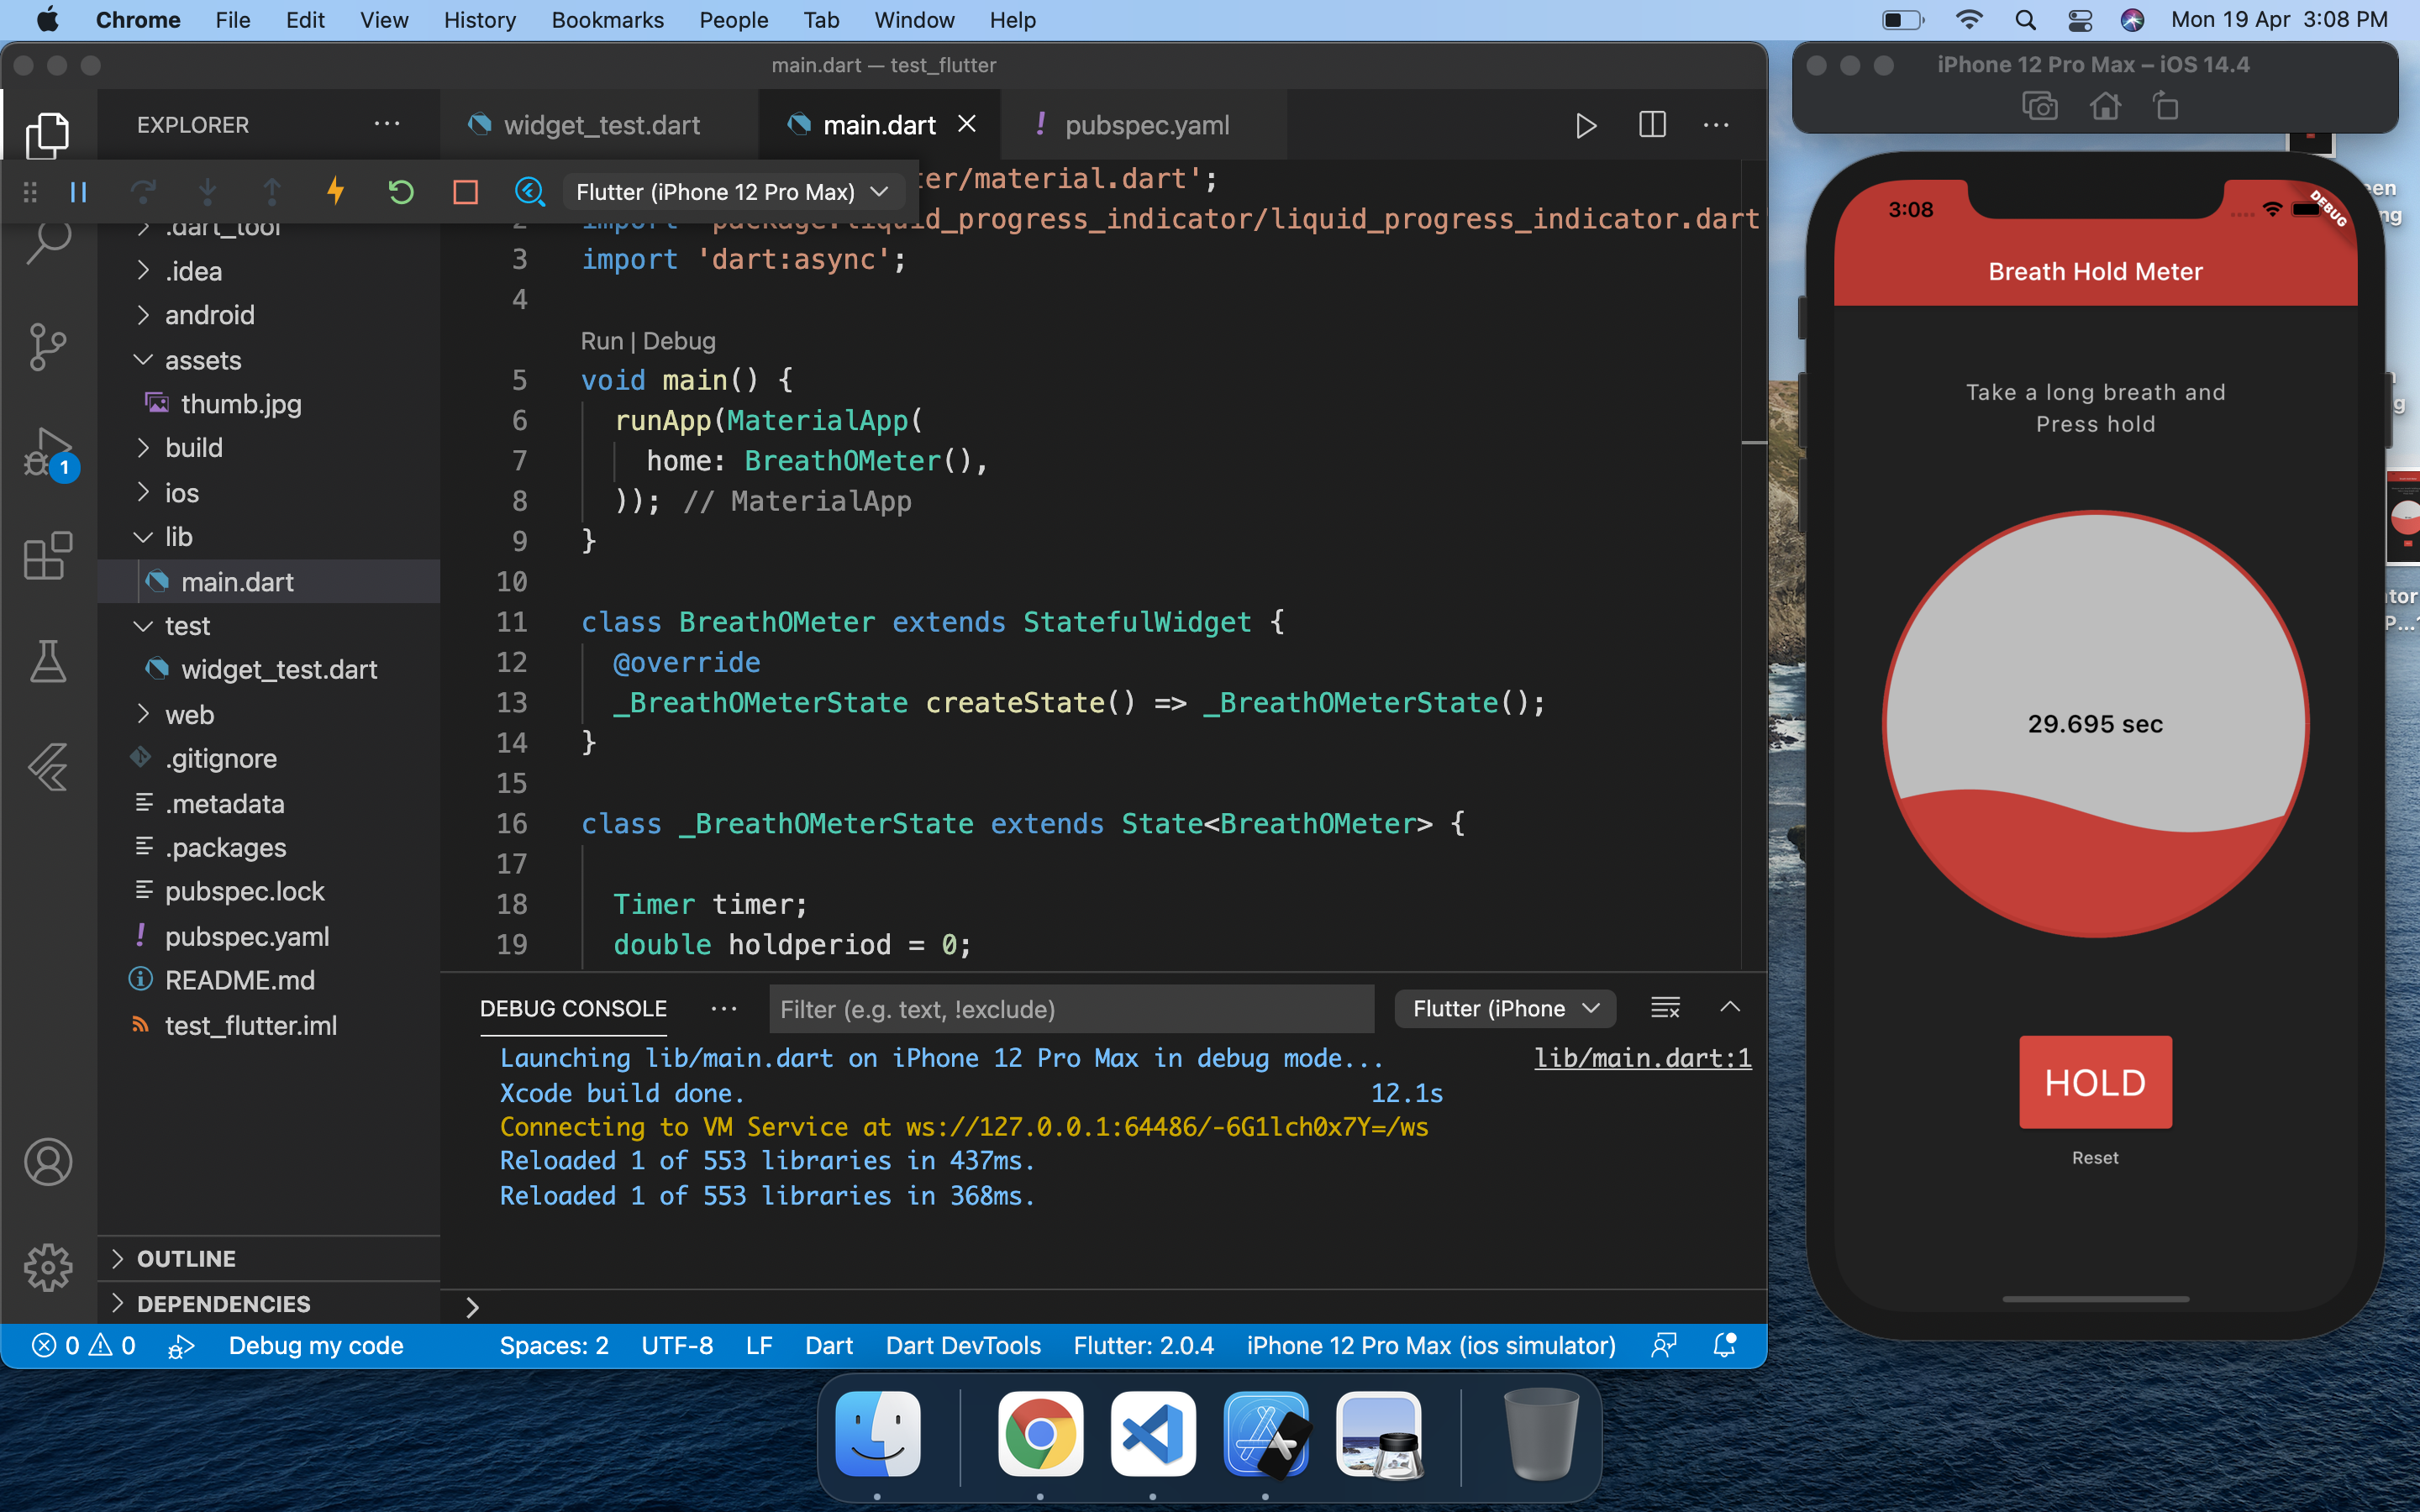 Chrome File Edit View History Bookmarks People Tab Window Help
Mon 19 Apr 3:08 PM
main.dart — test_flutter
EXPLORER
widget_test.dart
main.dart
pubspec.yaml
Flutter (iPhone 12 Pro Max)
.dart_tool
.idea
android
assets
thumb.jpg
build
ios
lib
main.dart
test
widget_test.dart
web
.gitignore
.metadata
.packages
pubspec.lock
pubspec.yaml
README.md
test_flutter.iml
OUTLINE
DEPENDENCIES
1
er/material.dart';
2 import 'package:liquid_progress_indicator/liquid_progress_indicator.dart
3 import 'dart:async';
4
Run | Debug
5 void main() {
6 runApp(MaterialApp(
7 home: BreathOMeter(),
8 )); // MaterialApp
9 }
10
11 class BreathOMeter extends StatefulWidget {
12 @override
13 _BreathOMeterState createState() => _BreathOMeterState();
14 }
15
16 class _BreathOMeterState extends State<BreathOMeter> {
17
18 Timer timer;
19 double holdperiod = 0;
DEBUG CONSOLE
Filter (e.g. text, !exclude)
Flutter (iPhone
Launching lib/main.dart on iPhone 12 Pro Max in debug mode...
lib/main.dart:1
Xcode build done. 12.1s
Connecting to VM Service at ws://127.0.0.1:64486/-6G1lch0x7Y=/ws
Reloaded 1 of 553 libraries in 437ms.
Reloaded 1 of 553 libraries in 368ms.
0 0 Debug my code Spaces: 2 UTF-8 LF Dart Dart DevTools Flutter: 2.0.4 iPhone 12 Pro Max (ios simulator)
iPhone 12 Pro Max – iOS 14.4
3:08
DEBUG
Breath Hold Meter
Take a long breath and
Press hold
29.695 sec
HOLD
Reset